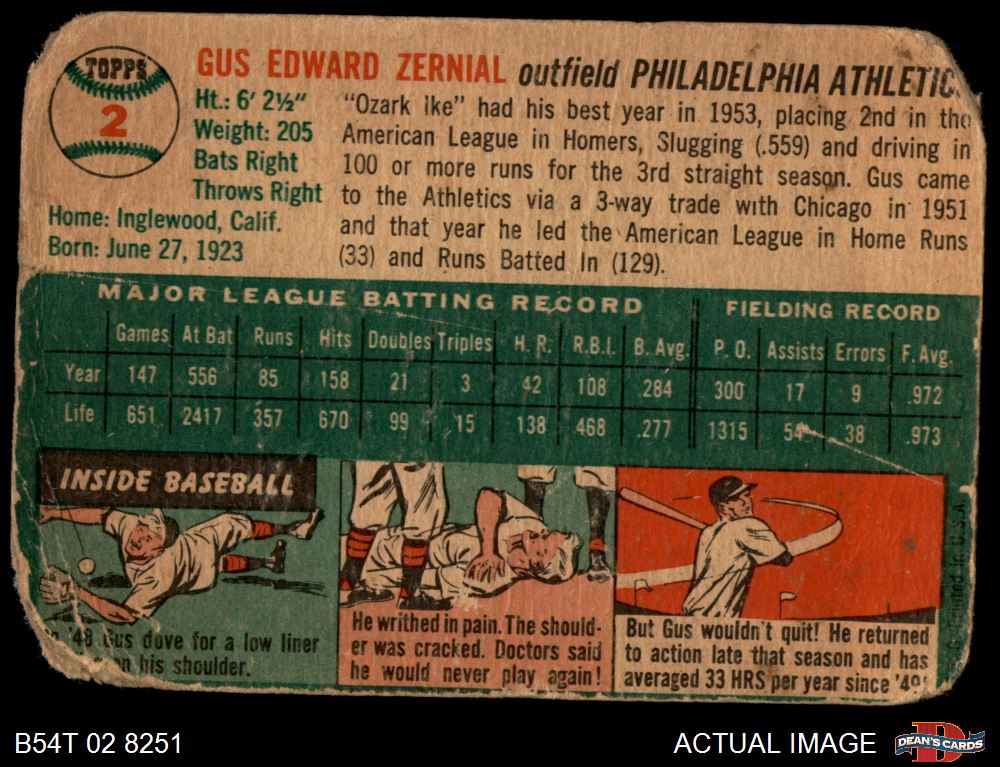 TOPPS
2
GUS EDWARD ZERNIAL outfield PHILADELPHIA ATHLETIC
Ht.: 6' 2½"
Weight: 205
Bats Right
Throws Right
Home: Inglewood, Calif.
Born: June 27, 1923
"Ozark Ike" had his best year in 1953, placing 2nd in the
American League in Homers, Slugging (.559) and driving in
100 or more runs for the 3rd straight season. Gus came
to the Athletics via a 3-way trade with Chicago in 1951
and that year he led the American League in Home Runs
(33) and Runs Batted In (129).
MAJOR LEAGUE BATTING RECORD FIELDING RECORD
Games At Bat Runs Hits Doubles Triples H. R. R.B.I. B. Avg. P. O. Assists Errors F. Avg.
Year 147 556 85 158 21 3 42 108 .284 300 17 9 .972
Life 651 2417 357 670 99 15 138 468 .277 1315 54 38 .973
INSIDE BASEBALL
'48 Gus dove for a low liner
on his shoulder.
He writhed in pain. The should-
er was cracked. Doctors said
he would never play again!
But Gus wouldn't quit! He returned
to action late that season and has
averaged 33 HRS per year since '49!
Printed in U.S.A.
B54T 02 8251
ACTUAL IMAGE
D
DEAN'S CARDS